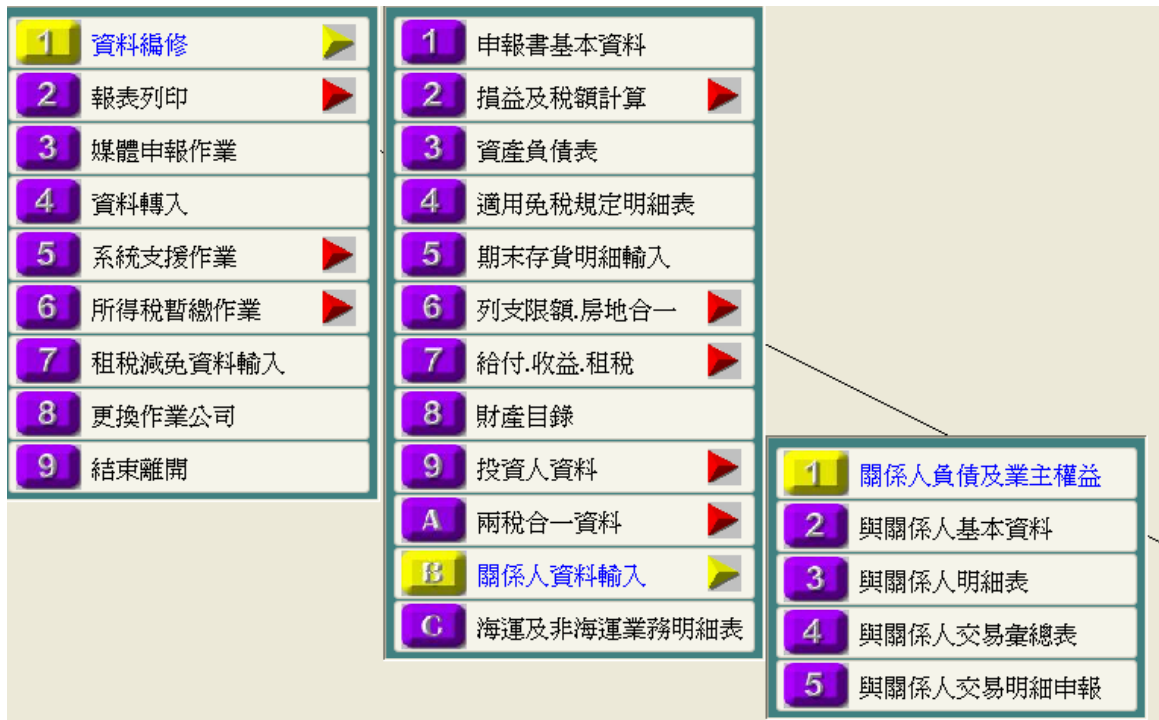 1 資料編修
2 報表列印
3 媒體申報作業
4 資料轉入
5 系統支援作業
6 所得稅暫繳作業
7 租稅減免資料輸入
8 更換作業公司
9 結束離開
1 申報書基本資料
2 損益及稅額計算
3 資產負債表
4 適用免稅規定明細表
5 期末存貨明細輸入
6 列支限額.房地合一
7 給付.收益.租稅
8 財產目錄
9 投資人資料
A 兩稅合一資料
B 關係人資料輸入
C 海運及非海運業務明細表
1 關係人負債及業主權益
2 與關係人基本資料
3 與關係人明細表
4 與關係人交易彙總表
5 與關係人交易明細申報